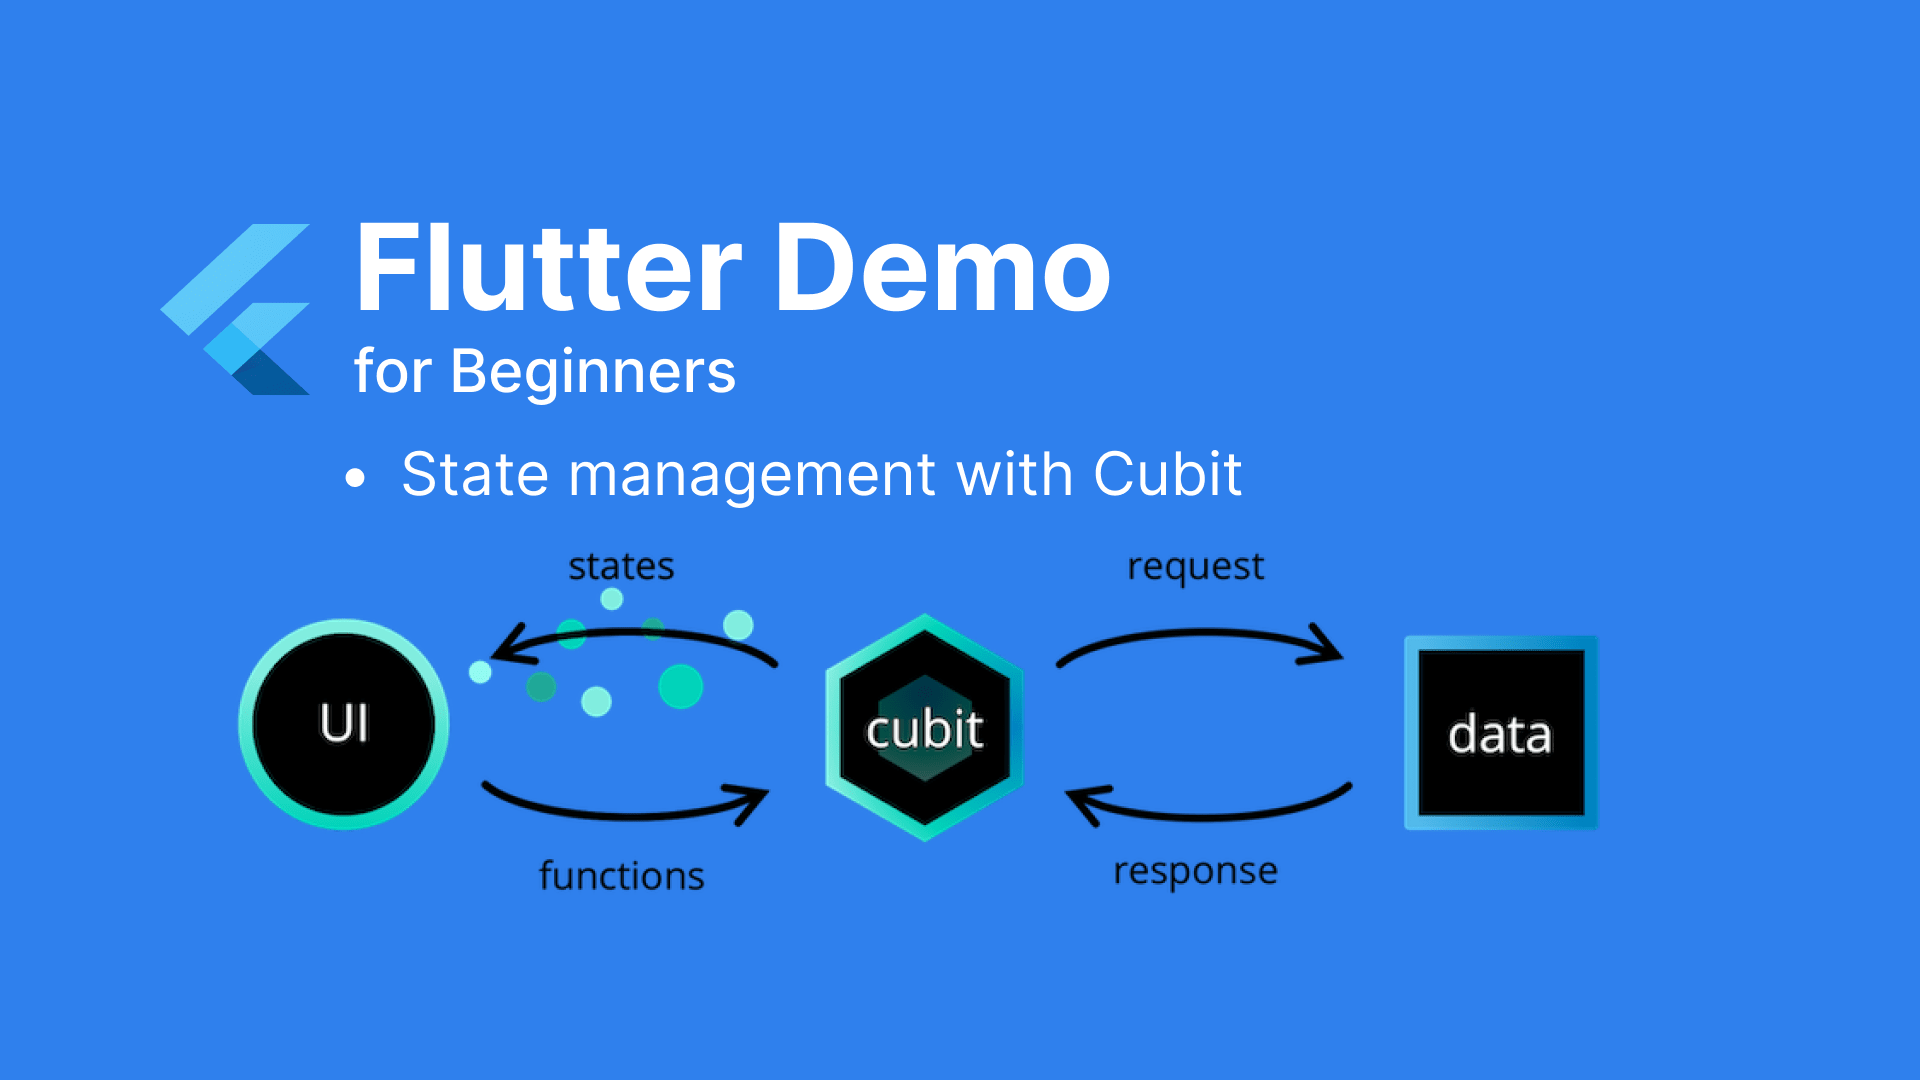 Flutter Demo
for Beginners
• State management with Cubit
states
request
UI
cubit
data
functions
response